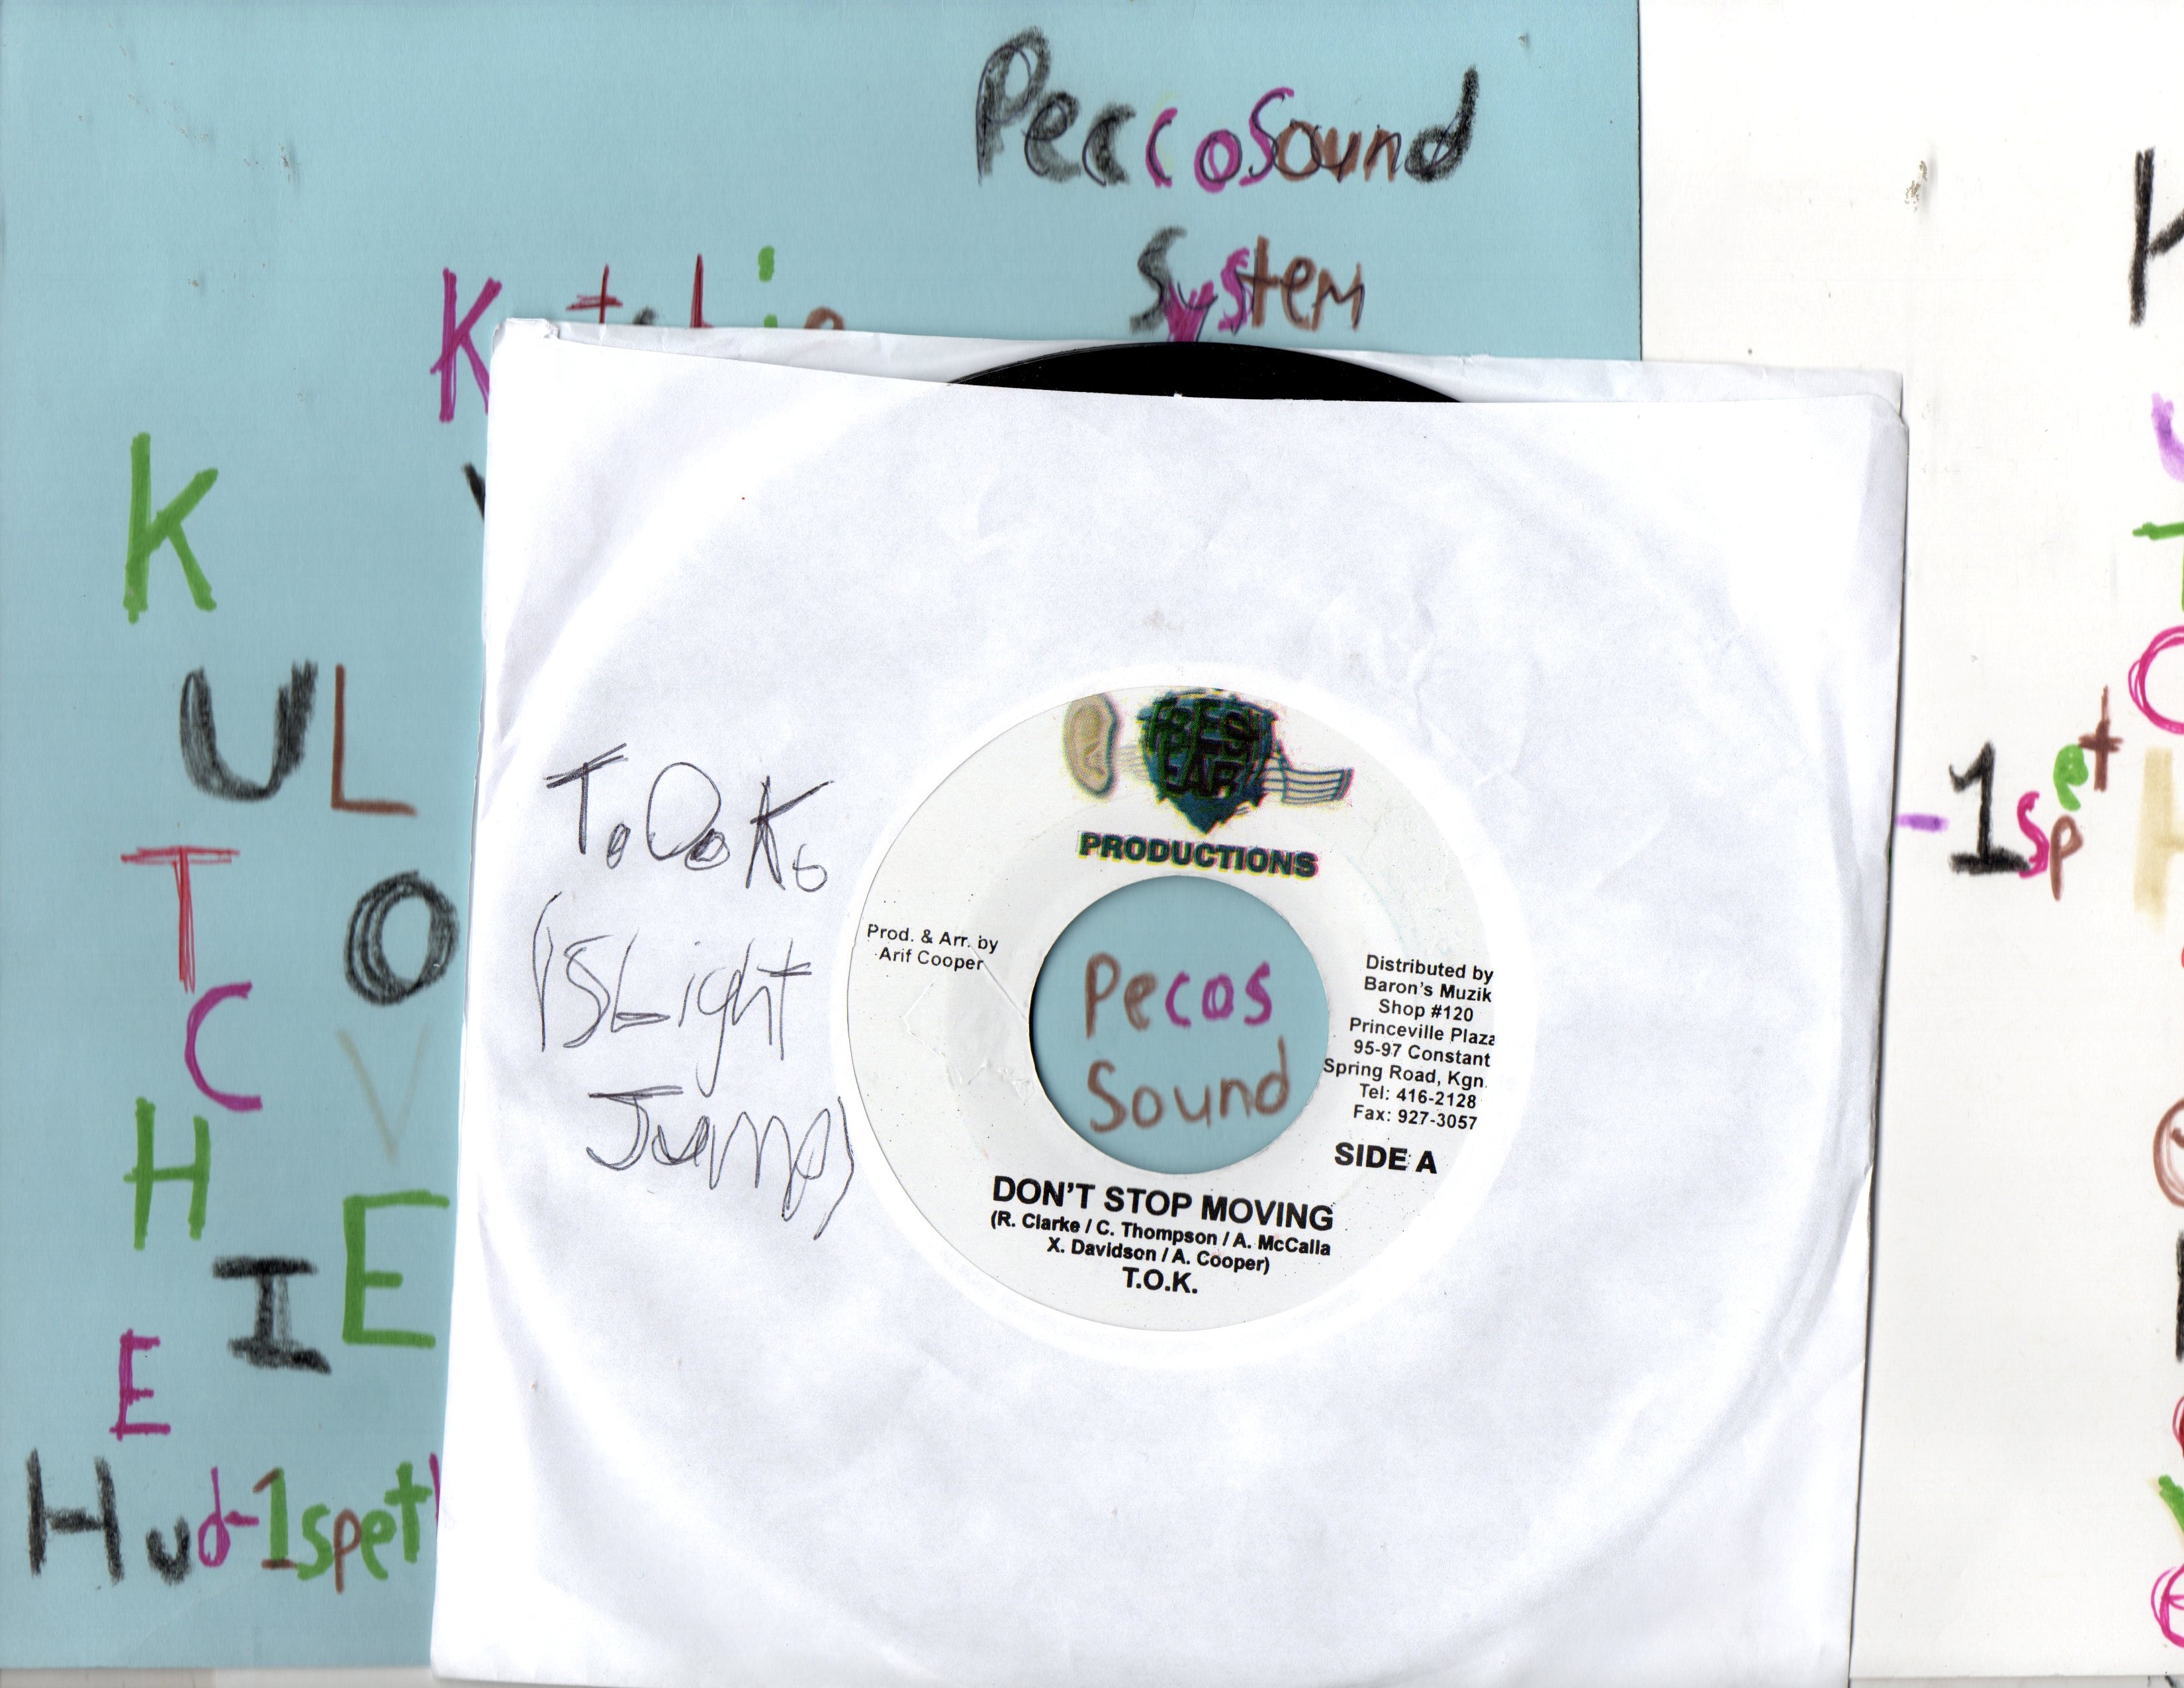 PeccoSound
System
K
U L
T O
C V
H E
I
E
Hud-1spet
-1spet
T.O.K.
(SLight
Jump)
FRESH
EAR
PRODUCTIONS
Prod. & Arr. by
Arif Cooper
Pecos
Sound
Distributed by
Baron's Muzik
Shop #120
Princeville Plaza
95-97 Constant
Spring Road, Kgn.
Tel: 416-2128
Fax: 927-3057
SIDE A
DON'T STOP MOVING
(R. Clarke / C. Thompson / A. McCalla
X. Davidson / A. Cooper)
T.O.K.